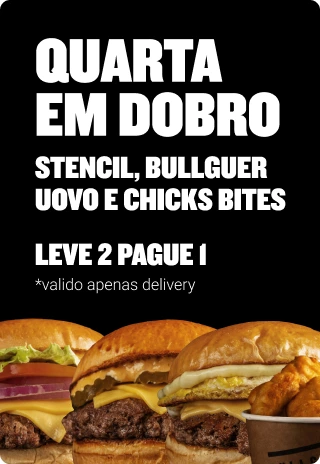 QUARTA
EM DOBRO
STENCIL, BULLGUER
UOVO E CHICKS BITES
LEVE 2 PAGUE 1
*valido apenas delivery